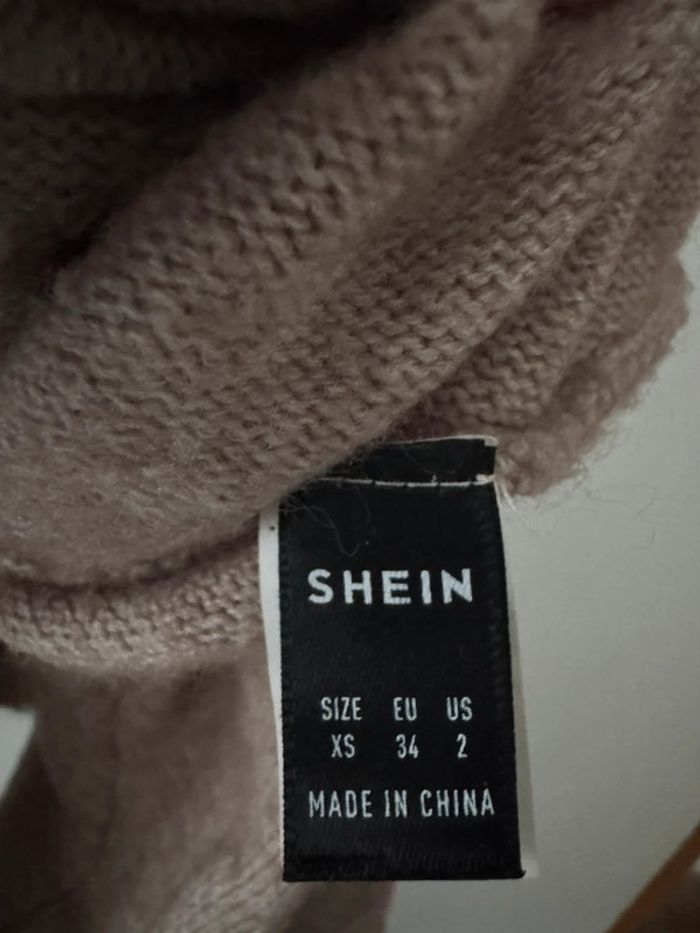 SHEIN
SIZE EU US
XS 34 2
MADE IN CHINA